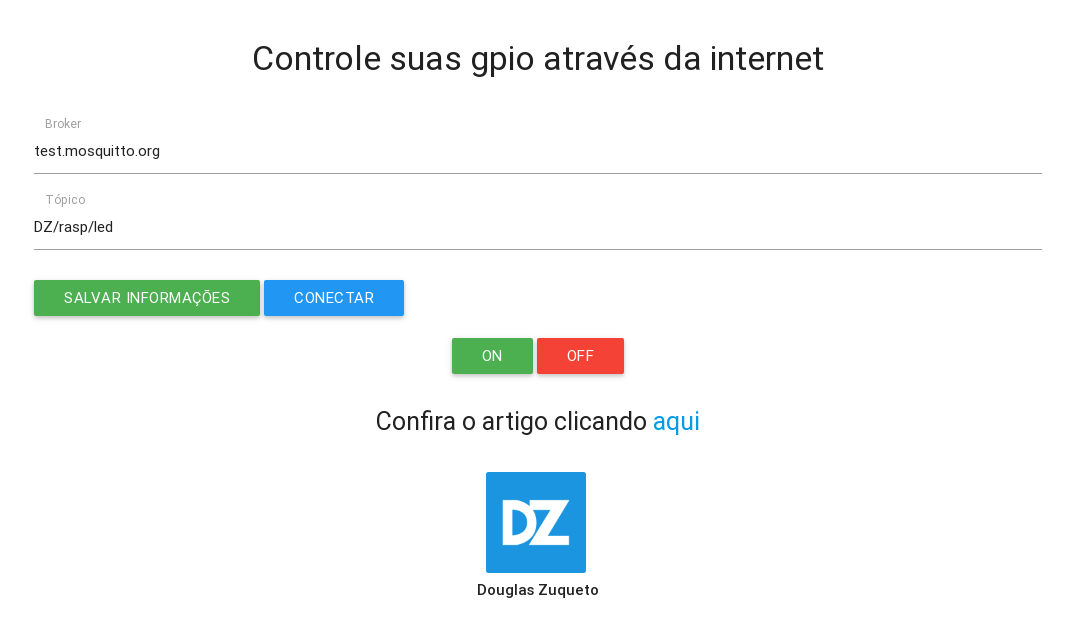 Controle suas gpio através da internet
Broker
test.mosquitto.org
Tópico
DZ/rasp/led
SALVAR INFORMAÇÕES CONECTAR
ON OFF
Confira o artigo clicando aqui
DZ
Douglas Zuqueto